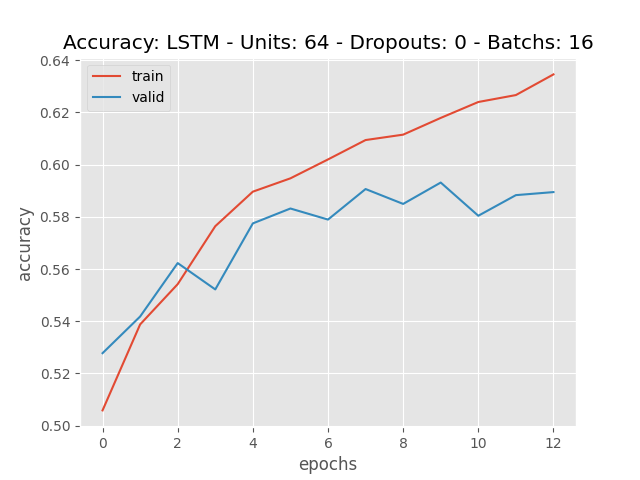 Accuracy: LSTM - Units: 64 - Dropouts: 0 - Batchs: 16
train
valid
0.64
0.62
0.60
0.58
0.56
0.54
0.52
0.50
accuracy
0 2 4 6 8 10 12
epochs